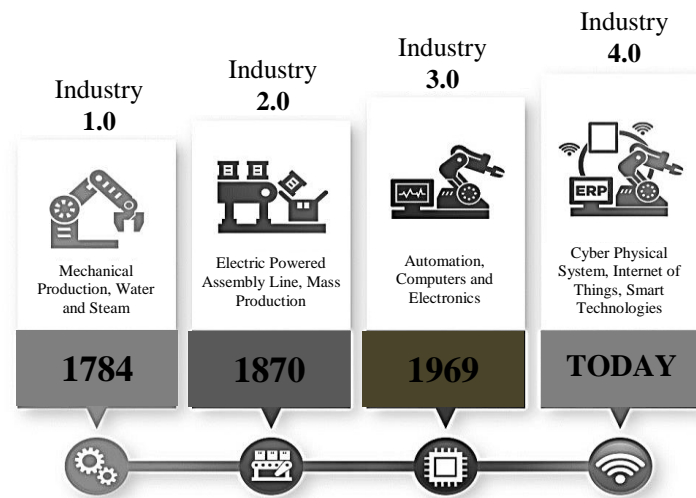 Industry
1.0
Mechanical
Production, Water
and Steam
1784
Industry
2.0
Electric Powered
Assembly Line, Mass
Production
1870
Industry
3.0
Automation,
Computers and
Electronics
1969
Industry
4.0
ERP
Cyber Physical
System, Internet of
Things, Smart
Technologies
TODAY